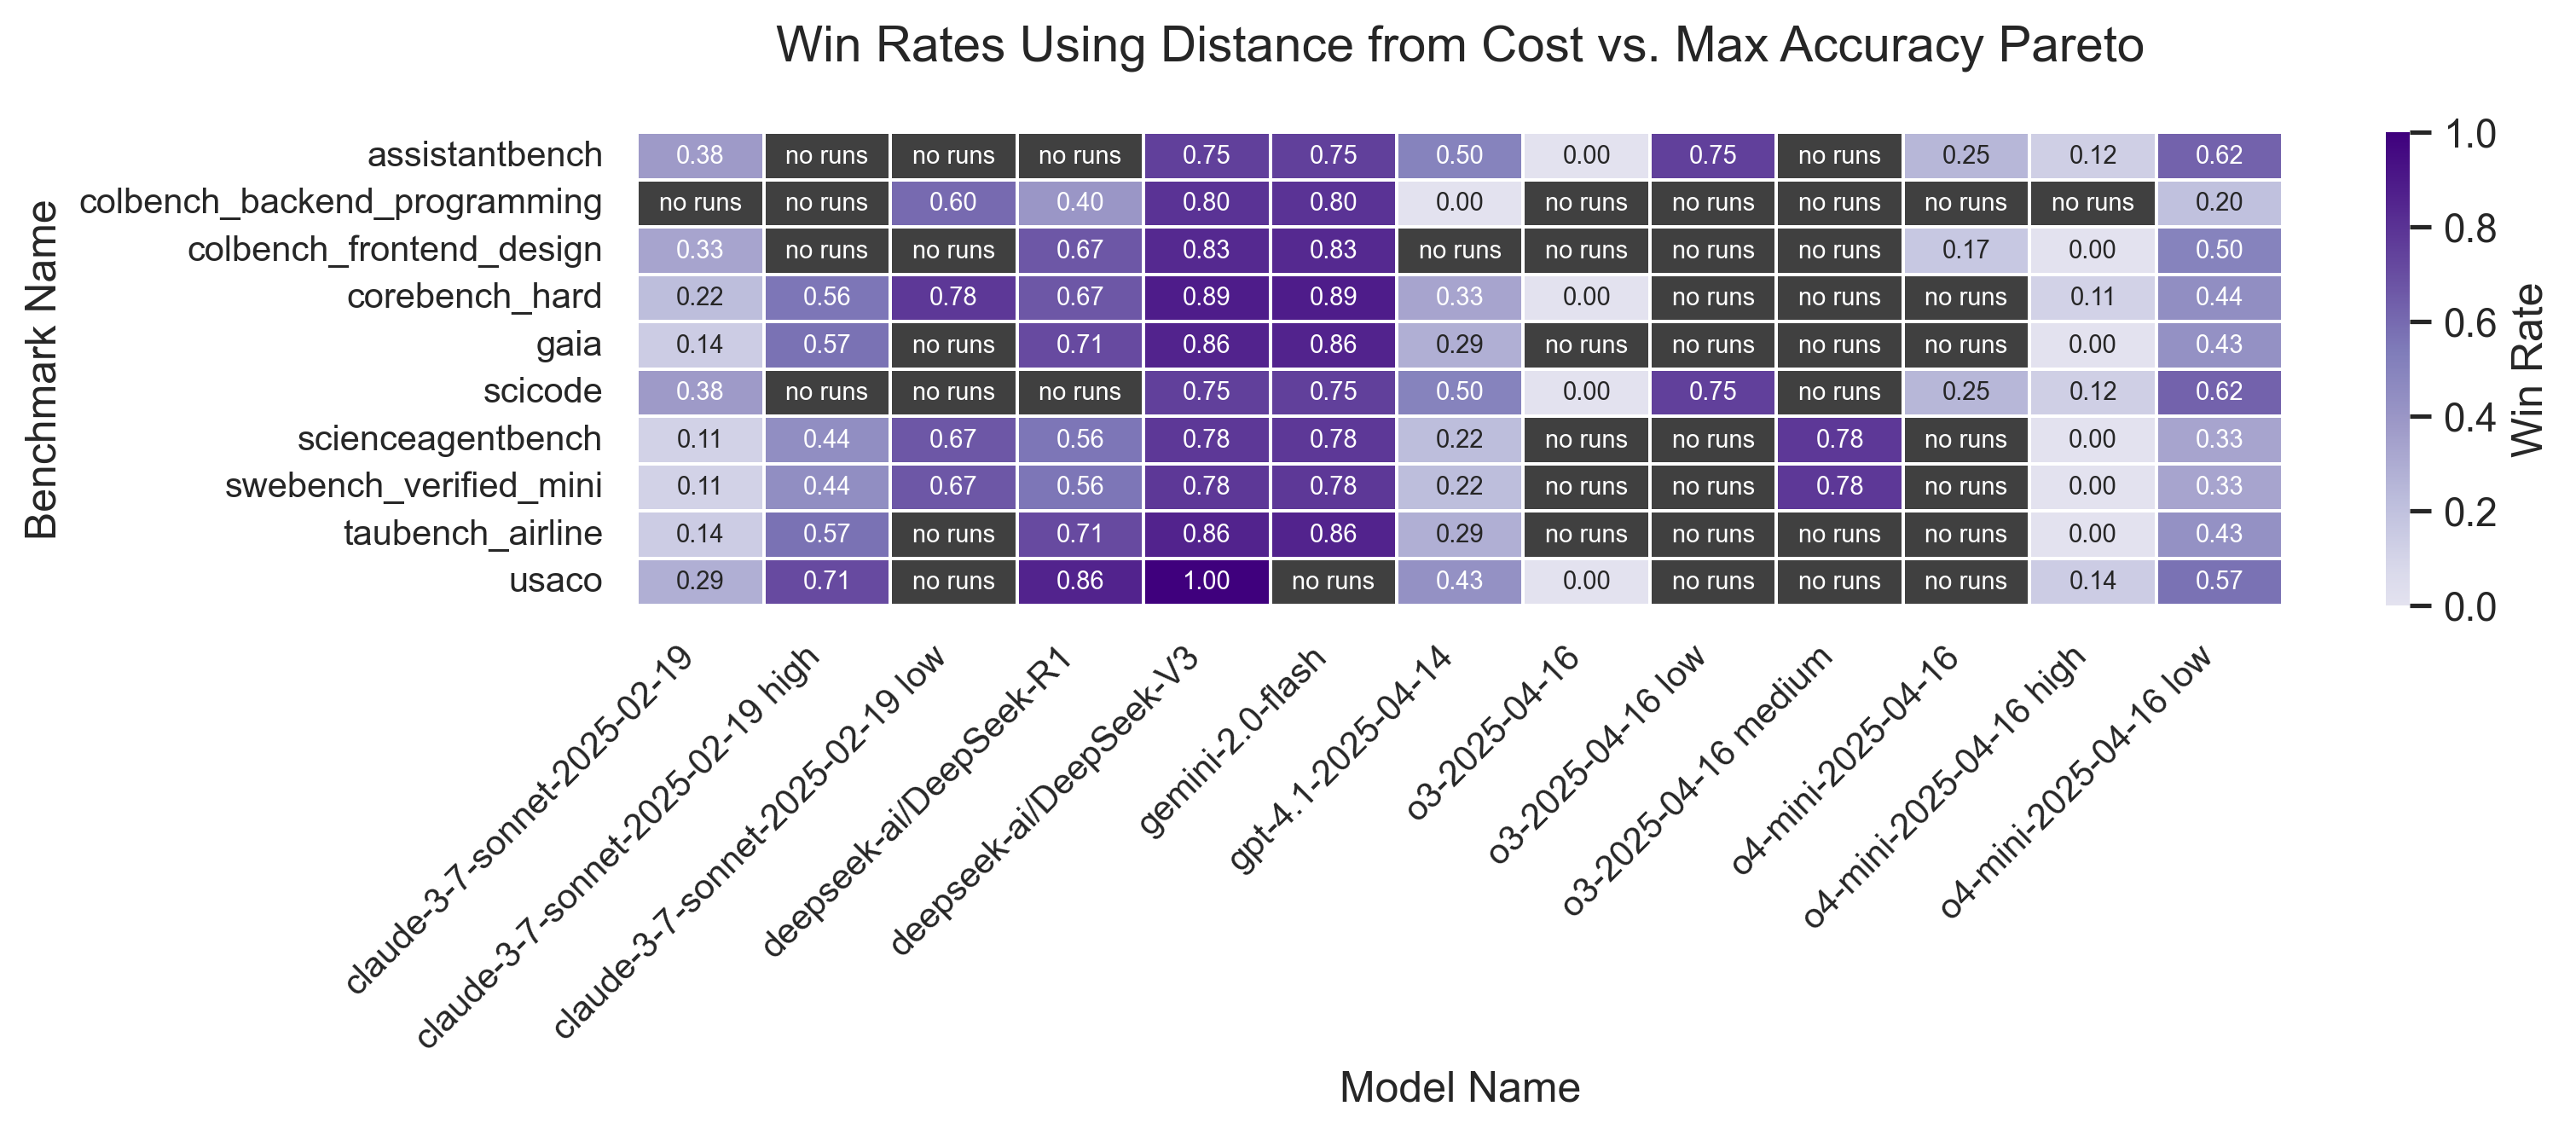 Win Rates Using Distance from Cost vs. Max Accuracy Pareto
Benchmark Name
assistantbench 0.38 no runs no runs no runs 0.75 0.75 0.50 0.00 0.75 no runs 0.25 0.12 0.62
colbench_backend_programming no runs no runs 0.60 0.40 0.80 0.80 0.00 no runs no runs no runs no runs no runs 0.20
colbench_frontend_design 0.33 no runs no runs 0.67 0.83 0.83 no runs no runs no runs no runs 0.17 0.00 0.50
corebench_hard 0.22 0.56 0.78 0.67 0.89 0.89 0.33 0.00 no runs no runs no runs 0.11 0.44
gaia 0.14 0.57 no runs 0.71 0.86 0.86 0.29 no runs no runs no runs no runs 0.00 0.43
scicode 0.38 no runs no runs no runs 0.75 0.75 0.50 0.00 0.75 no runs 0.25 0.12 0.62
scienceagentbench 0.11 0.44 0.67 0.56 0.78 0.78 0.22 no runs no runs 0.78 no runs 0.00 0.33
swebench_verified_mini 0.11 0.44 0.67 0.56 0.78 0.78 0.22 no runs no runs 0.78 no runs 0.00 0.33
taubench_airline 0.14 0.57 no runs 0.71 0.86 0.86 0.29 no runs no runs no runs no runs 0.00 0.43
usaco 0.29 0.71 no runs 0.86 1.00 no runs 0.43 0.00 no runs no runs no runs 0.14 0.57
claude-3-7-sonnet-2025-02-19
claude-3-7-sonnet-2025-02-19 high
claude-3-7-sonnet-2025-02-19 low
deepseek-ai/DeepSeek-R1
deepseek-ai/DeepSeek-V3
gemini-2.0-flash
gpt-4.1-2025-04-14
o3-2025-04-16
o3-2025-04-16 low
o3-2025-04-16 medium
o4-mini-2025-04-16
o4-mini-2025-04-16 high
o4-mini-2025-04-16 low
Model Name
1.0
0.8
0.6
0.4
0.2
0.0
Win Rate